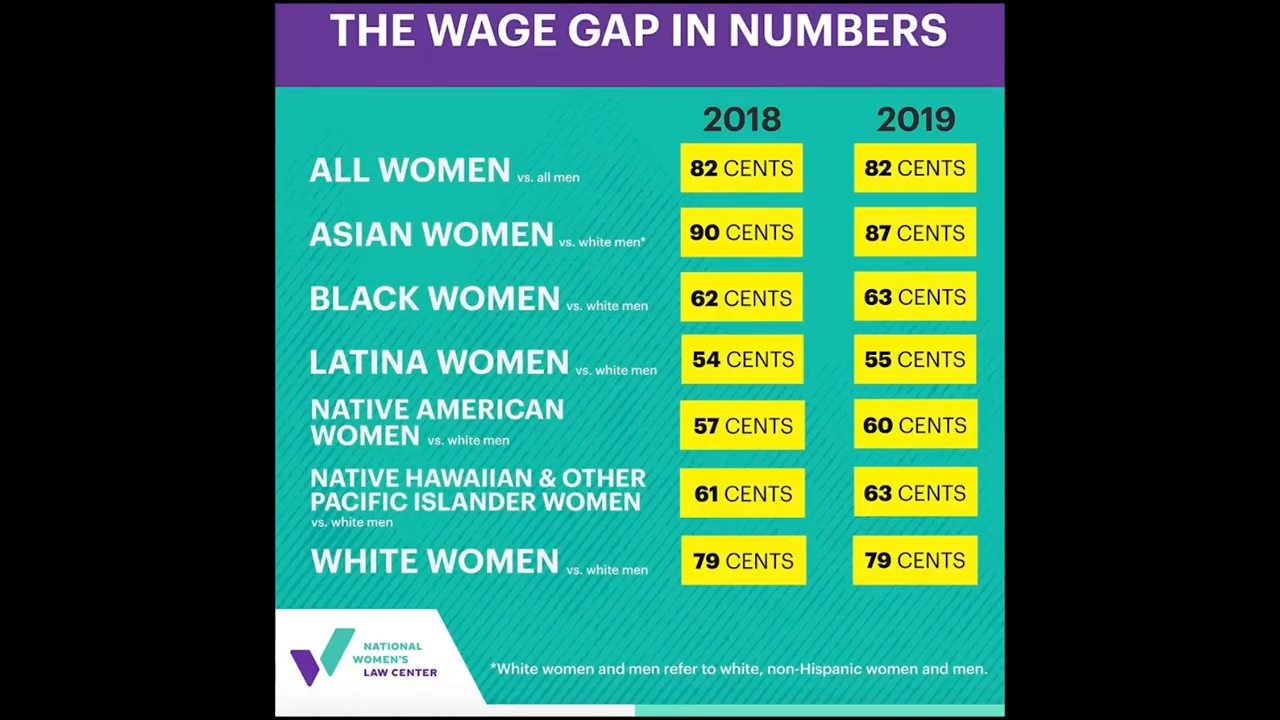 THE WAGE GAP IN NUMBERS
2018 2019
ALL WOMEN vs. all men 82 CENTS 82 CENTS
ASIAN WOMEN vs. white men* 90 CENTS 87 CENTS
BLACK WOMEN vs. white men 62 CENTS 63 CENTS
LATINA WOMEN vs. white men 54 CENTS 55 CENTS
NATIVE AMERICAN
WOMEN vs. white men 57 CENTS 60 CENTS
NATIVE HAWAIIAN & OTHER
PACIFIC ISLANDER WOMEN 61 CENTS 63 CENTS
vs. white men
WHITE WOMEN vs. white men 79 CENTS 79 CENTS
NATIONAL
WOMEN'S
LAW CENTER
*White women and men refer to white, non-Hispanic women and men.